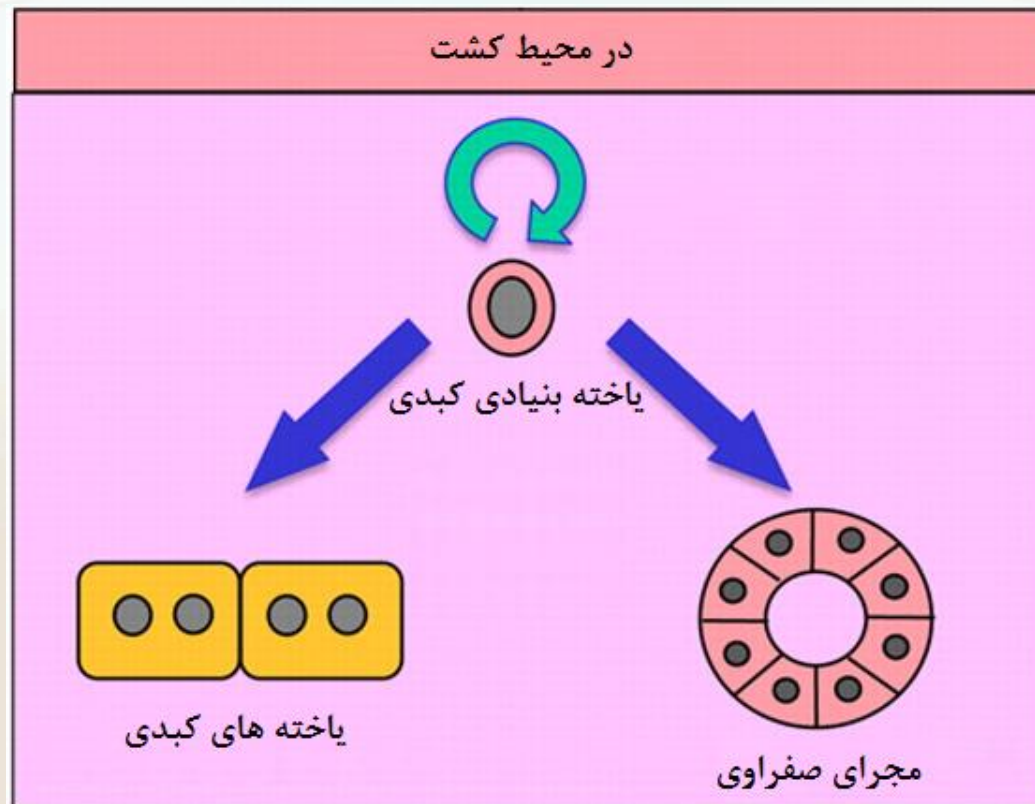 در محیط کشت
یاخته بنیادی کبدی
یاخته های کبدی
مجرای صفراوی